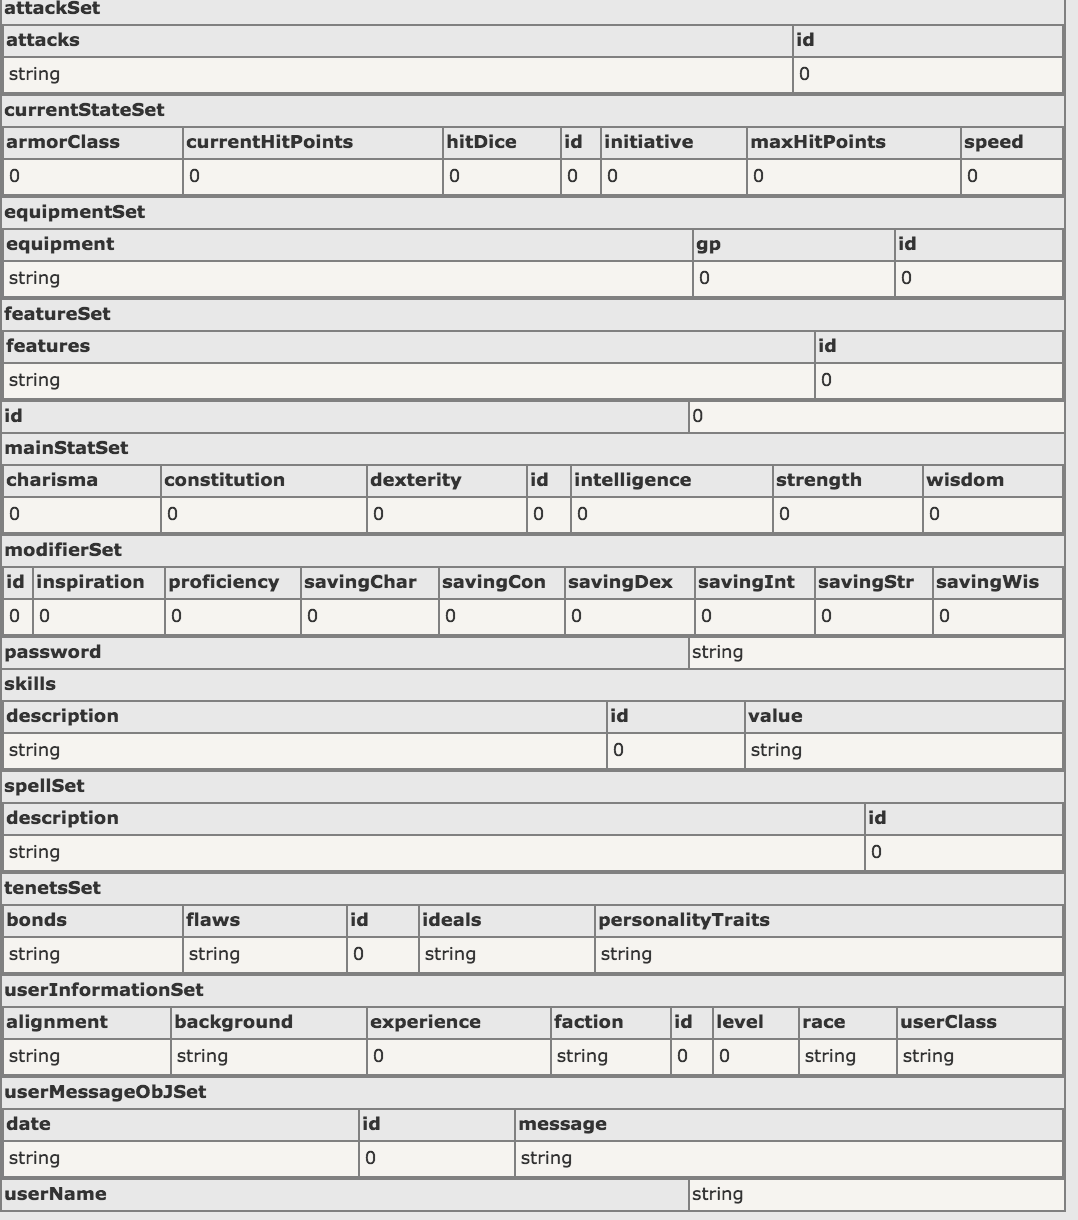 attackSet
attacks id
string 0
currentStateSet
armorClass currentHitPoints hitDice id initiative maxHitPoints speed
0 0 0 0 0 0 0
equipmentSet
equipment gp id
string 0 0
featureSet
features id
string 0
id 0
mainStatSet
charisma constitution dexterity id intelligence strength wisdom
0 0 0 0 0 0 0
modifierSet
id inspiration proficiency savingChar savingCon savingDex savingInt savingStr savingWis
0 0 0 0 0 0 0 0 0
password string
skills
description id value
string 0 string
spellSet
description id
string 0
tenetsSet
bonds flaws id ideals personalityTraits
string string 0 string string
userInformationSet
alignment background experience faction id level race userClass
string string 0 string 0 0 string string
userMessageObJSet
date id message
string 0 string
userName string